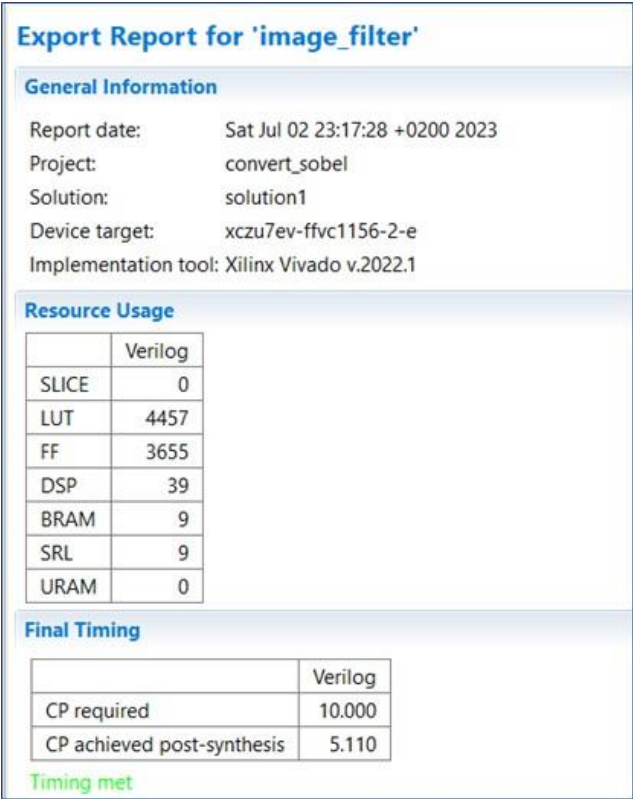 Export Report for 'image_filter'
General Information
Report date: Sat Jul 02 23:17:28 +0200 2023
Project: convert_sobel
Solution: solution1
Device target: xczu7ev-ffvc1156-2-e
Implementation tool: Xilinx Vivado v.2022.1
Resource Usage
Verilog
SLICE 0
LUT 4457
FF 3655
DSP 39
BRAM 9
SRL 9
URAM 0
Final Timing
Verilog
CP required 10.000
CP achieved post-synthesis 5.110
Timing met